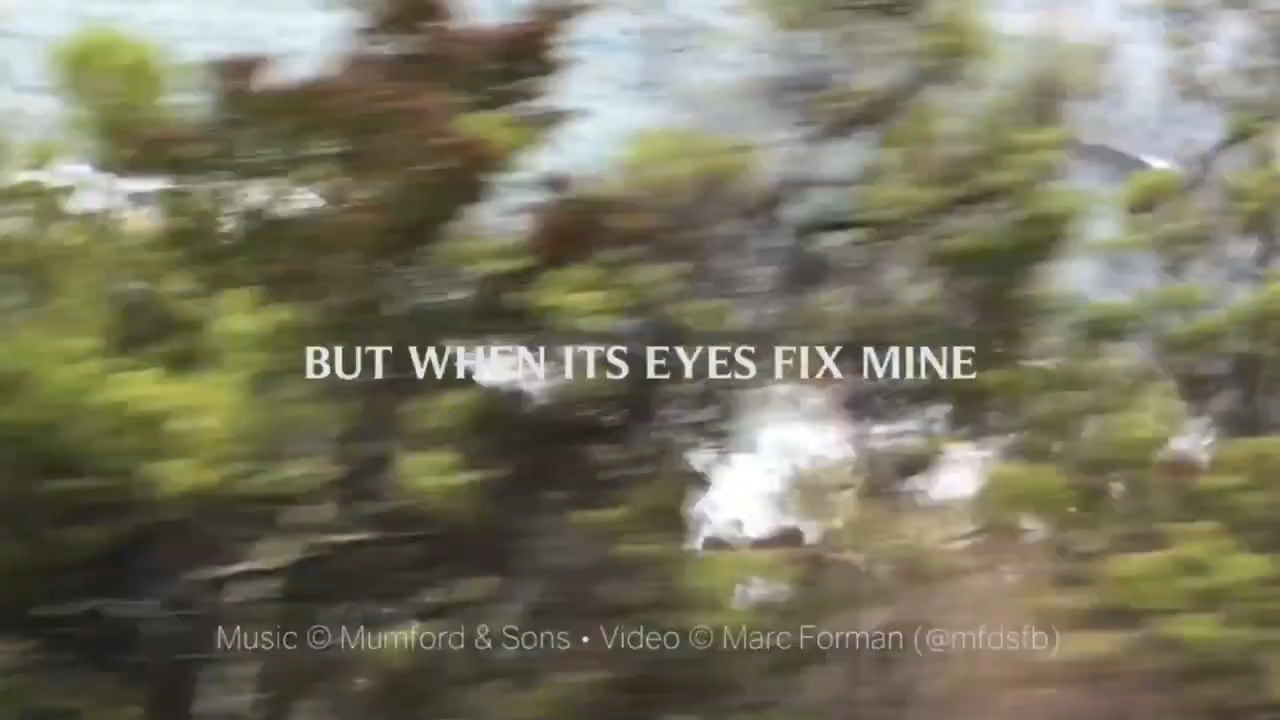 BUT WHEN ITS EYES FIX MINE
Music © Mumford & Sons • Video © Marc Forman (@mfdsfb)